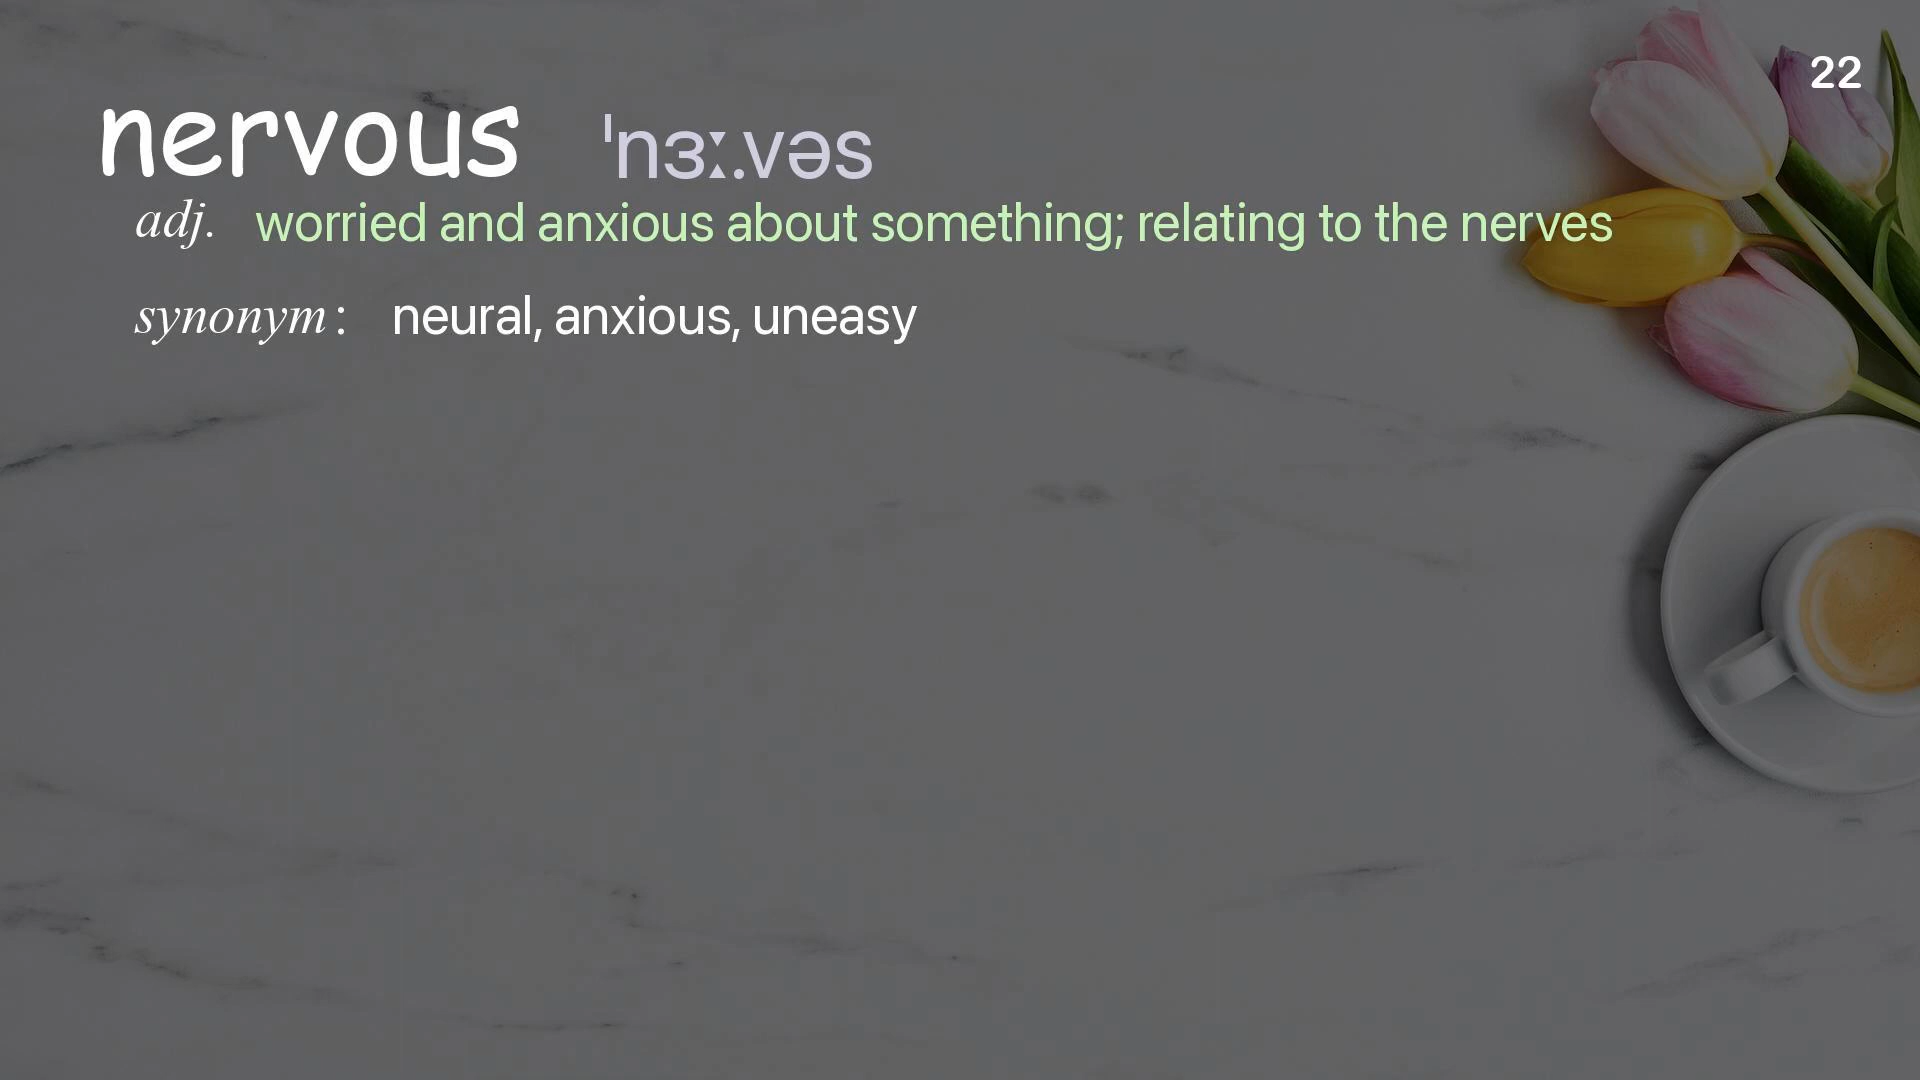 22
nervous ˈnɜː.vəs
adj. worried and anxious about something; relating to the nerves
synonym: neural, anxious, uneasy